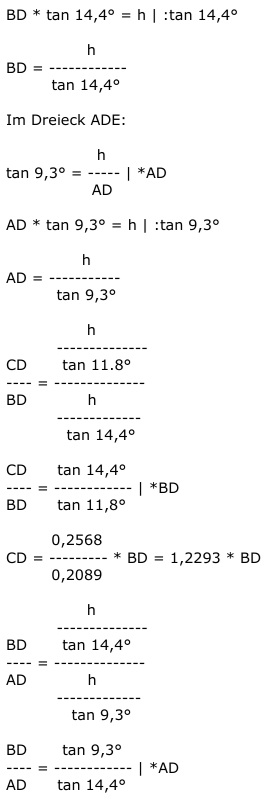 BD * tan 14,4° = h | :tan 14,4°
h
BD = -------------
tan 14,4°
Im Dreieck ADE:
h
tan 9,3° = ----- | *AD
AD
AD * tan 9,3° = h | :tan 9,3°
h
AD = -----------
tan 9,3°
h
--------------
CD tan 11.8°
---- = --------------
BD h
-------------
tan 14,4°
CD tan 14,4°
---- = ------------ | *BD
BD tan 11,8°
0,2568
CD = --------- * BD = 1,2293 * BD
0,2089
h
--------------
BD tan 14,4°
---- = --------------
AD h
-------------
tan 9,3°
BD tan 9,3°
---- = ------------ | *AD
AD tan 14,4°